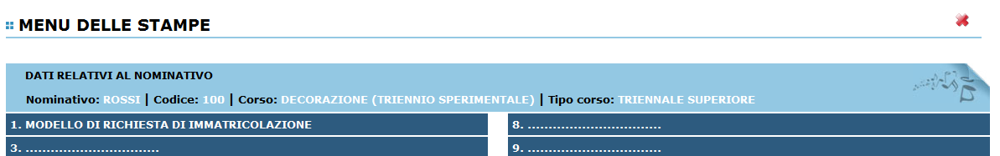 MENU DELLE STAMPE
DATI RELATIVI AL NOMINATIVO
Nominativo: ROSSI | Codice: 100 | Corso: DECORAZIONE (TRIENNIO SPERIMENTALE) | Tipo corso: TRIENNALE SUPERIORE
1. MODELLO DI RICHIESTA DI IMMATRICOLAZIONE
8. ................................
3. ................................
9. ................................